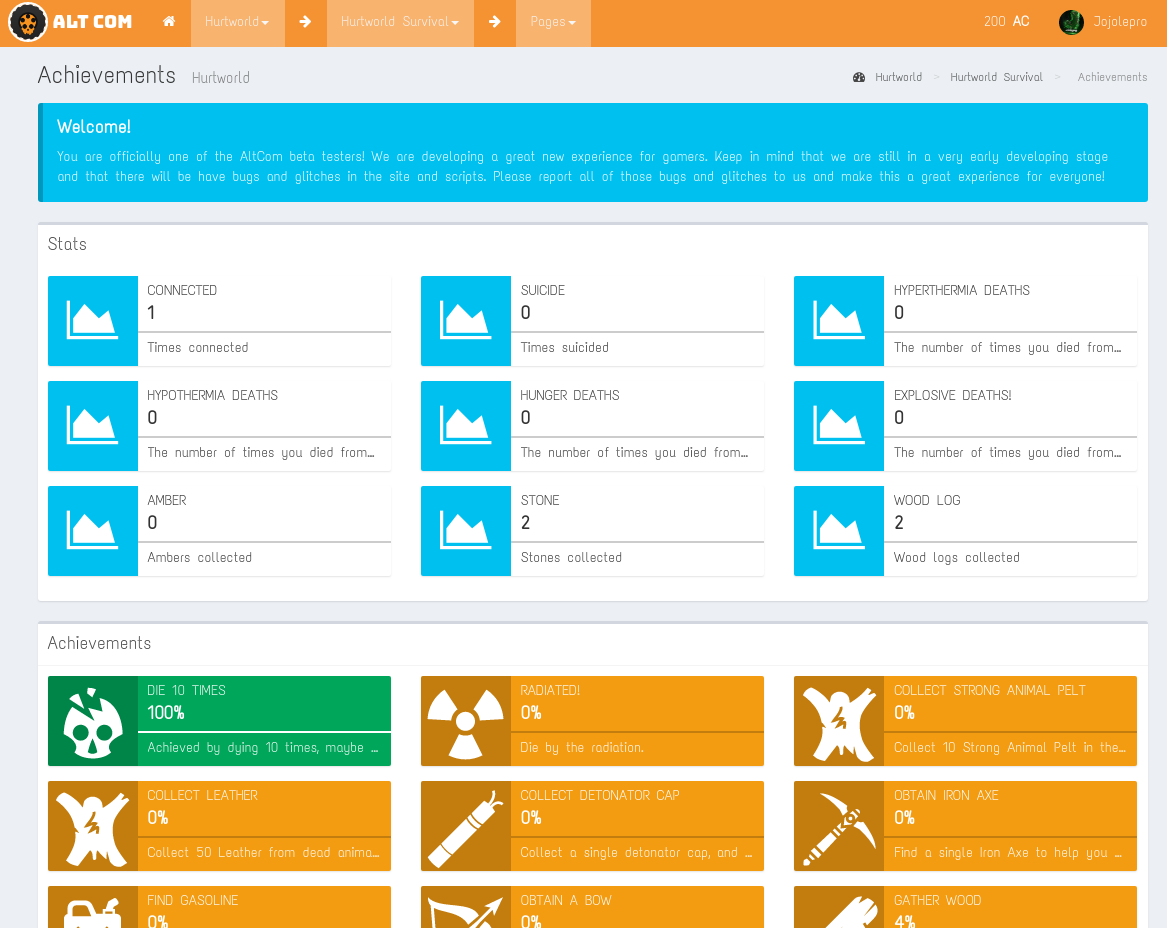 ALT COM
Hurtworld
Hurtworld Survival
Pages
200 AC
Jojolepro
Achievements Hurtworld
Hurtworld > Hurtworld Survival > Achievements
Welcome!
You are officially one of the AltCom beta testers! We are developing a great new experience for gamers. Keep in mind that we are still in a very early developing stage
and that there will be have bugs and glitches in the site and scripts. Please report all of those bugs and glitches to us and make this a great experience for everyone!
Stats
CONNECTED
1
Times connected
SUICIDE
0
Times suicided
HYPERTHERMIA DEATHS
0
The number of times you died from...
HYPOTHERMIA DEATHS
0
The number of times you died from...
HUNGER DEATHS
0
The number of times you died from...
EXPLOSIVE DEATHS!
0
The number of times you died from...
AMBER
0
Ambers collected
STONE
2
Stones collected
WOOD LOG
2
Wood logs collected
Achievements
DIE 10 TIMES
100%
Achieved by dying 10 times, maybe ...
RADIATED!
0%
Die by the radiation.
COLLECT STRONG ANIMAL PELT
0%
Collect 10 Strong Animal Pelt in the...
COLLECT LEATHER
0%
Collect 50 Leather from dead anima...
COLLECT DETONATOR CAP
0%
Collect a single detonator cap, and ...
OBTAIN IRON AXE
0%
Find a single Iron Axe to help you ...
FIND GASOLINE
0%
OBTAIN A BOW
0%
GATHER WOOD
4%